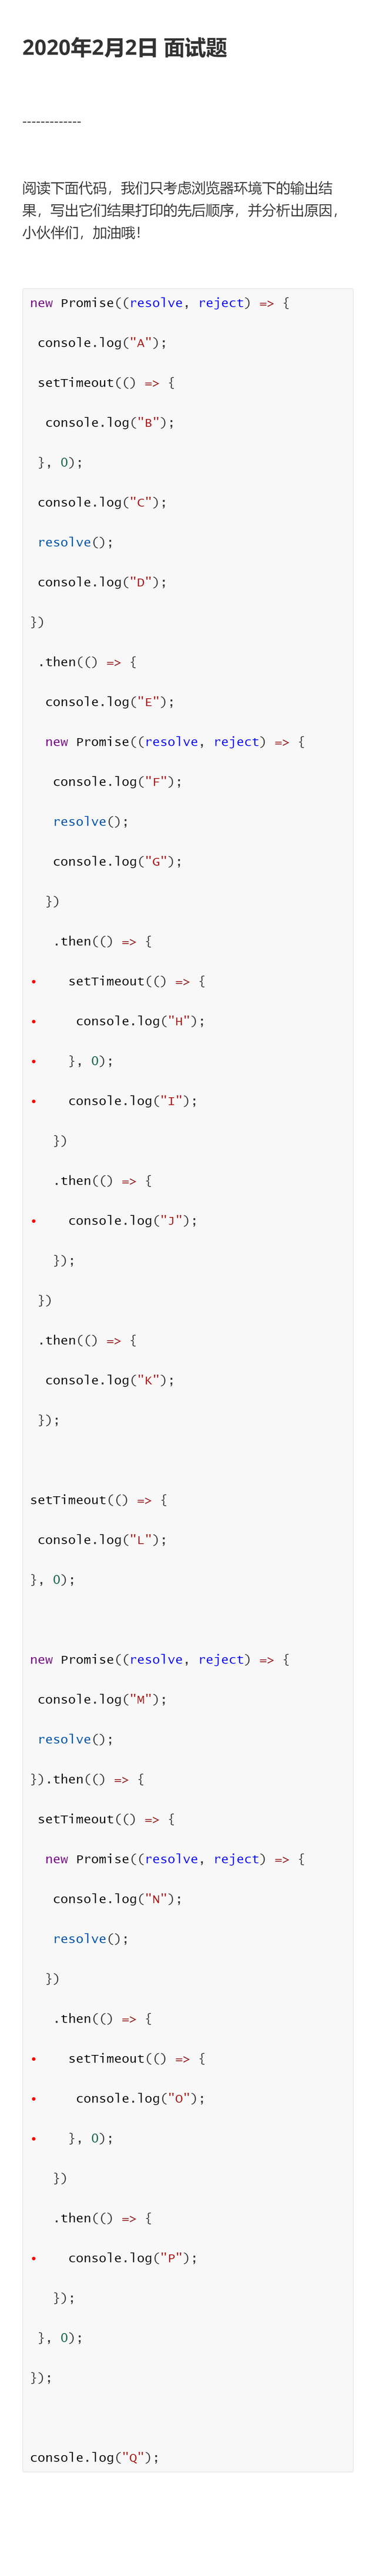 2020年2月2日 面试题
-------------
阅读下面代码，我们只考虑浏览器环境下的输出结
果，写出它们结果打印的先后顺序，并分析出原因，
小伙伴们，加油哦！
new Promise((resolve, reject) => {
 console.log("A");
 setTimeout(() => {
  console.log("B");
 }, 0);
 console.log("C");
 resolve();
 console.log("D");
})
 .then(() => {
  console.log("E");
  new Promise((resolve, reject) => {
   console.log("F");
   resolve();
   console.log("G");
  })
   .then(() => {
•    setTimeout(() => {
•     console.log("H");
•    }, 0);
•    console.log("I");
   })
   .then(() => {
•    console.log("J");
   });
 })
 .then(() => {
  console.log("K");
 });
setTimeout(() => {
 console.log("L");
}, 0);
new Promise((resolve, reject) => {
 console.log("M");
 resolve();
}).then(() => {
 setTimeout(() => {
  new Promise((resolve, reject) => {
   console.log("N");
   resolve();
  })
   .then(() => {
•    setTimeout(() => {
•     console.log("O");
•    }, 0);
   })
   .then(() => {
•    console.log("P");
   });
 }, 0);
});
console.log("Q");